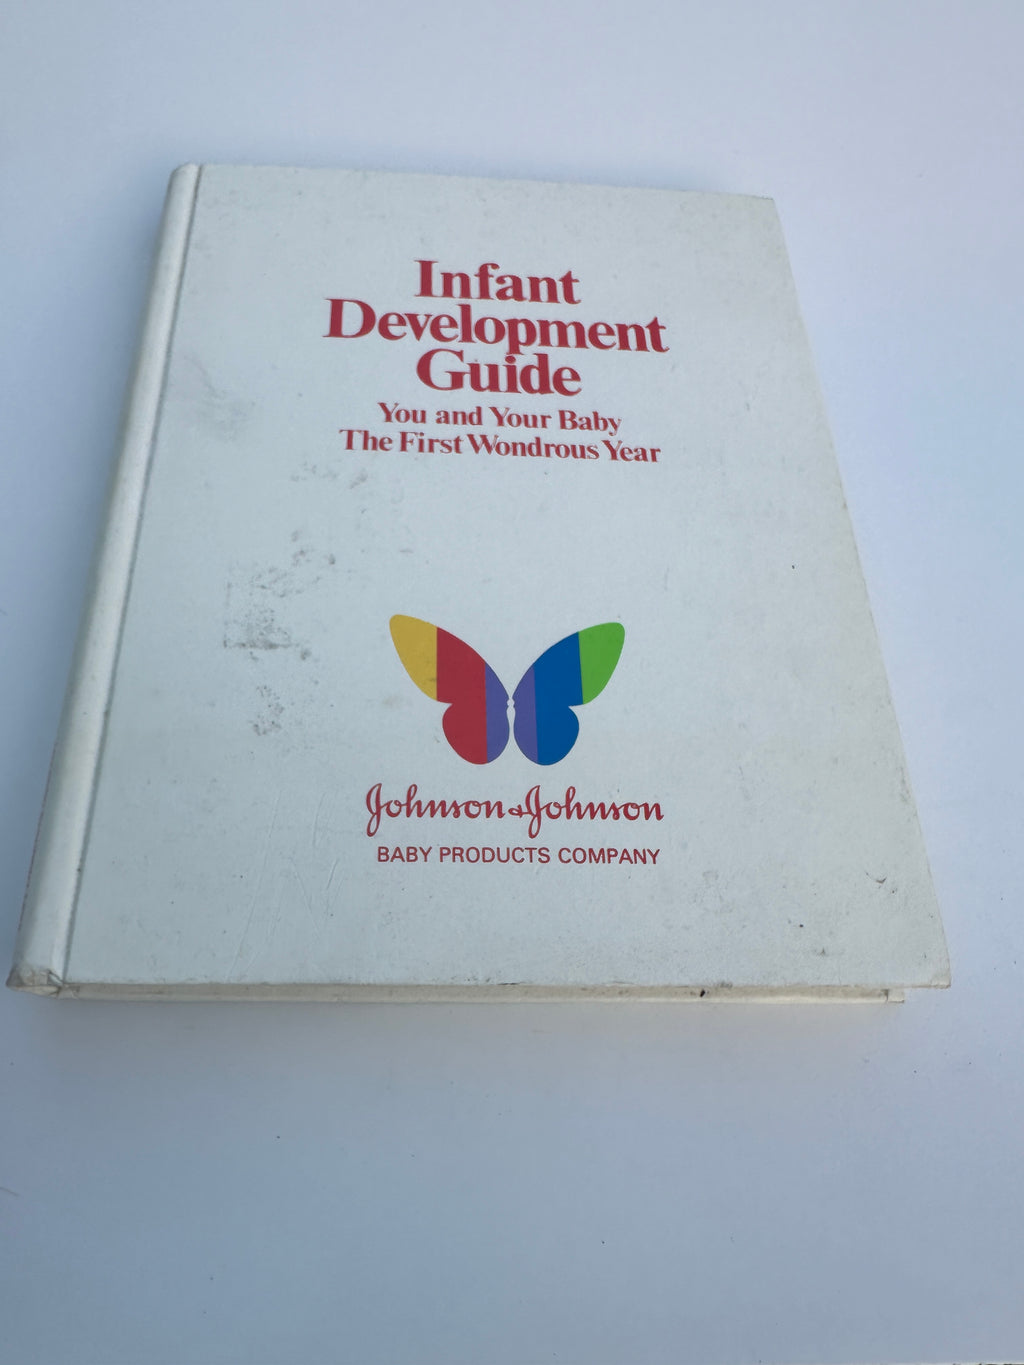 Infant
Development
Guide
You and Your Baby
The First Wondrous Year
Johnson & Johnson
BABY PRODUCTS COMPANY